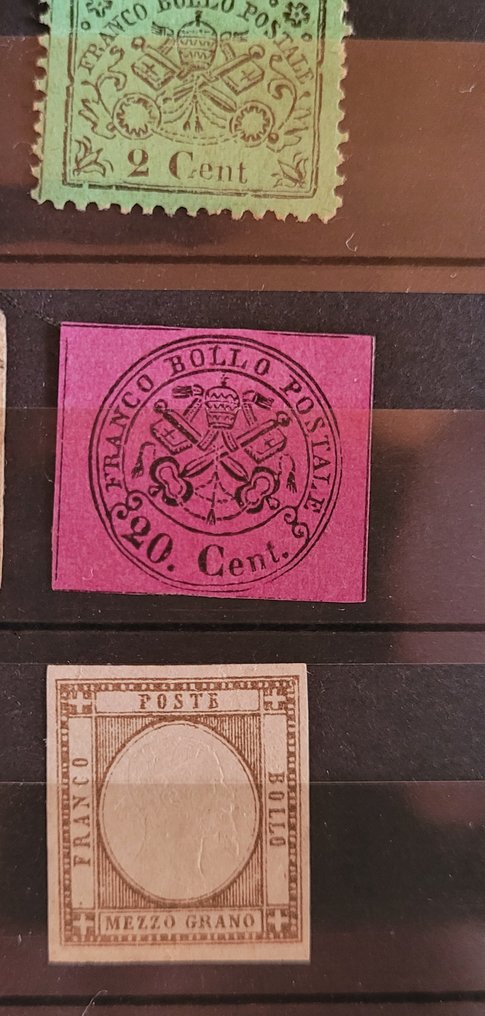 FRANCO BOLLO POSTALE
2 Cent
FRANCO BOLLO POSTALE
20. Cent.
POSTE
FRANCO
BOLLO
MEZZO GRANO